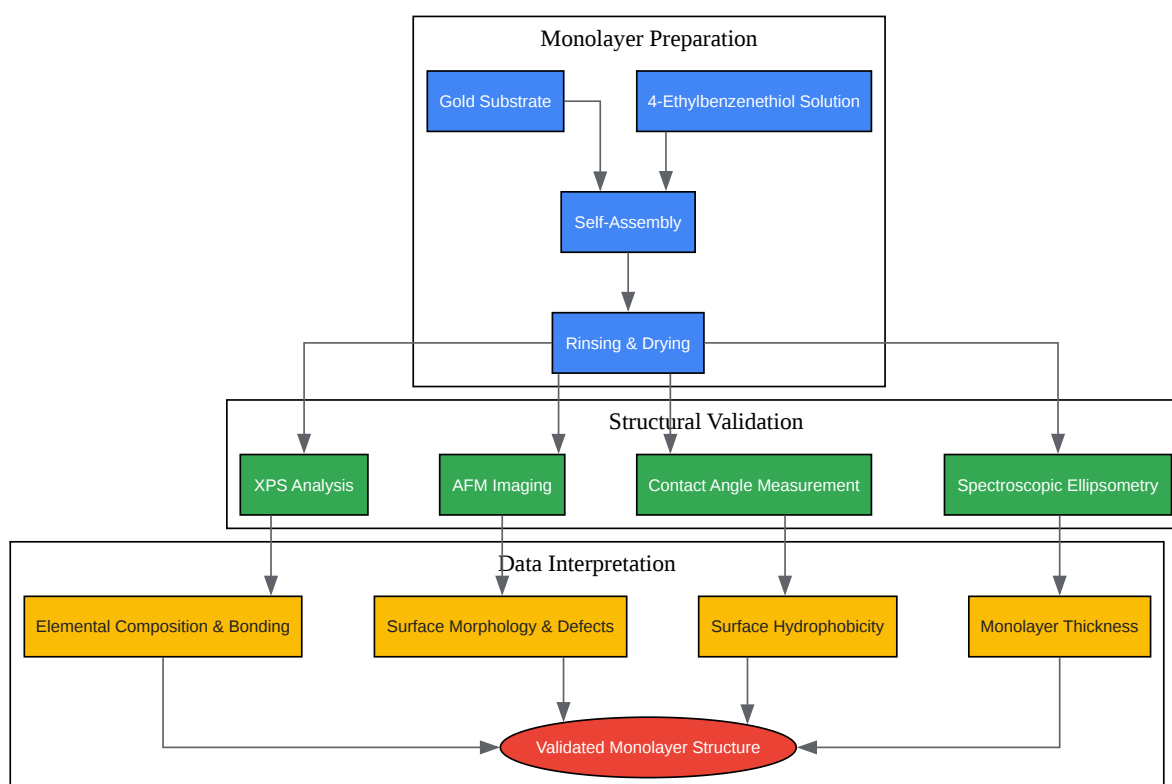 Monolayer Preparation
Gold Substrate
4-Ethylbenzenethiol Solution
Self-Assembly
Rinsing & Drying
Structural Validation
XPS Analysis
AFM Imaging
Contact Angle Measurement
Spectroscopic Ellipsometry
Data Interpretation
Elemental Composition & Bonding
Surface Morphology & Defects
Surface Hydrophobicity
Monolayer Thickness
Validated Monolayer Structure